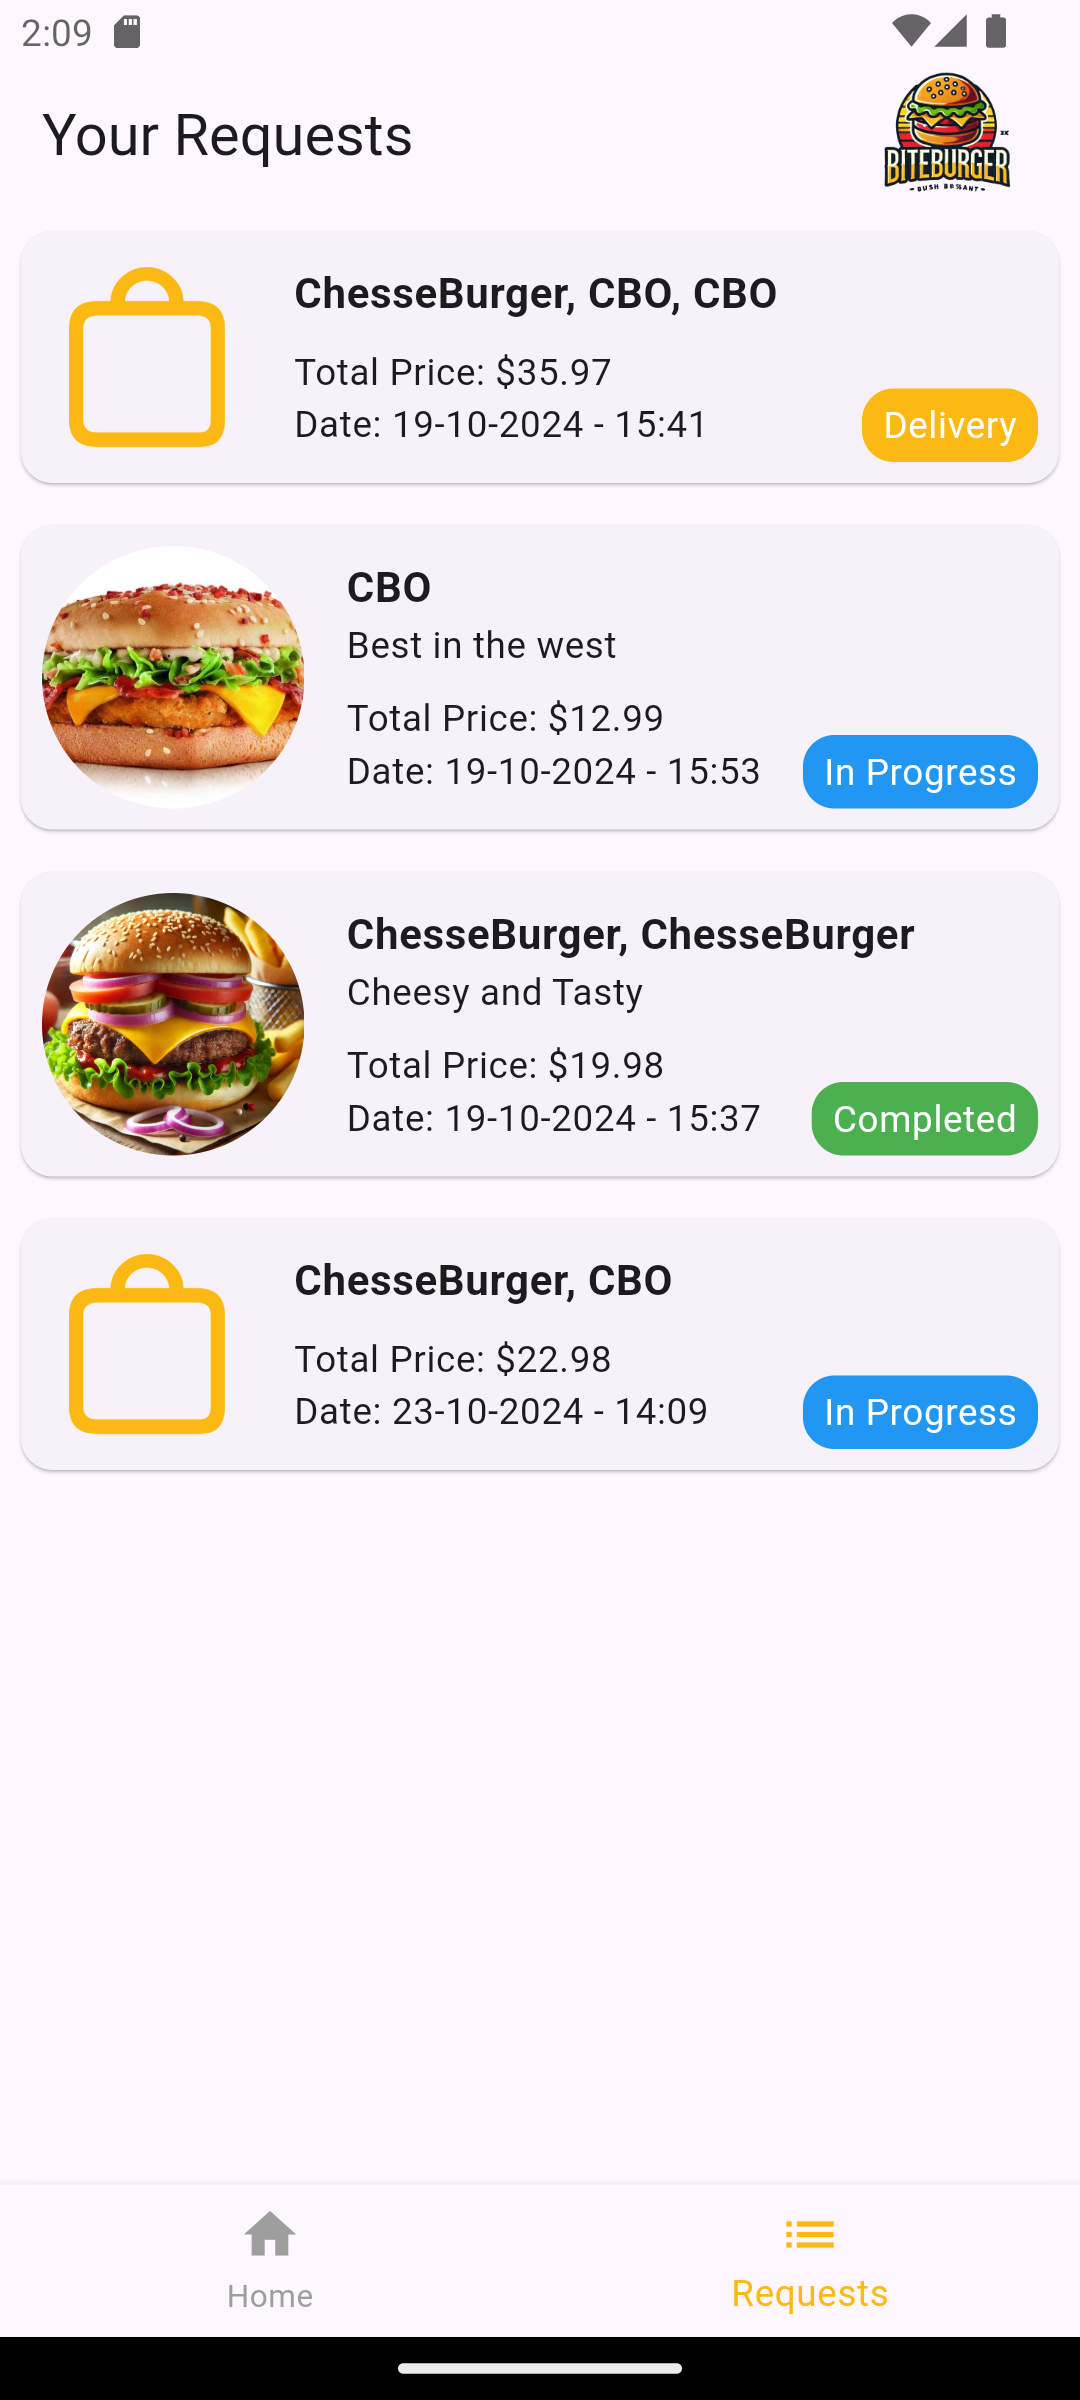 2:09
Your Requests
BITEBURGER
ChesseBurger, CBO, CBO
Total Price: $35.97
Date: 19-10-2024 - 15:41
Delivery
CBO
Best in the west
Total Price: $12.99
Date: 19-10-2024 - 15:53
In Progress
ChesseBurger, ChesseBurger
Cheesy and Tasty
Total Price: $19.98
Date: 19-10-2024 - 15:37
Completed
ChesseBurger, CBO
Total Price: $22.98
Date: 23-10-2024 - 14:09
In Progress
Home
Requests